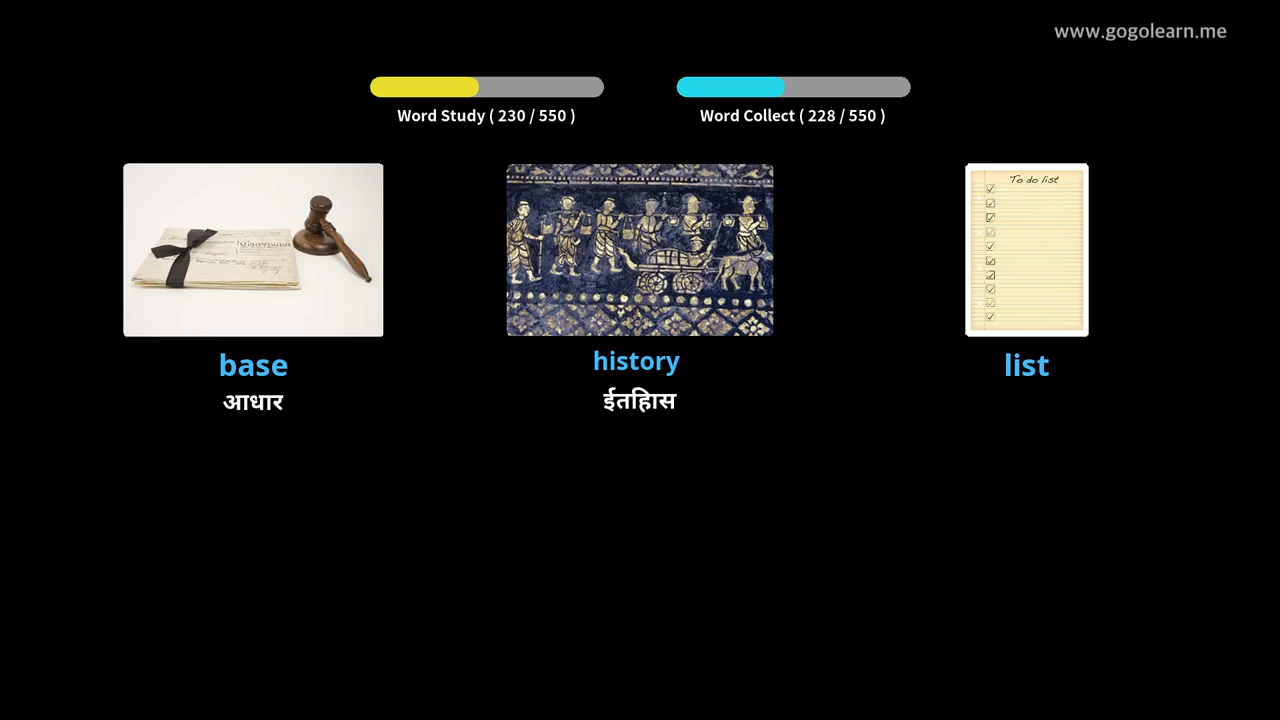 www.gogolearn.me
Word Study ( 230 / 550 )
Word Collect ( 228 / 550 )
To do list
base
history
list
आधार
ईतहिास